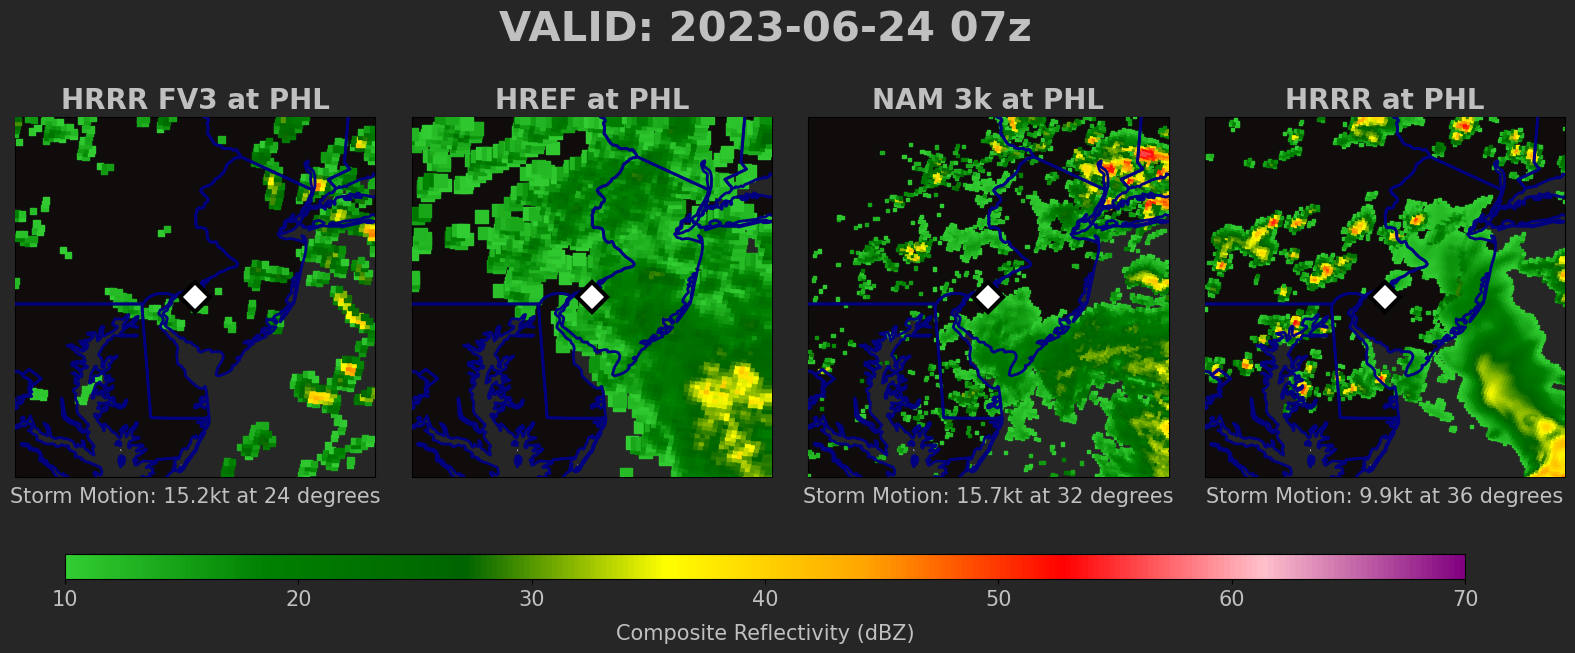 VALID: 2023-06-24 07z
HRRR FV3 at PHL
HREF at PHL
NAM 3k at PHL
HRRR at PHL
Storm Motion: 15.2kt at 24 degrees
Storm Motion: 15.7kt at 32 degrees
Storm Motion: 9.9kt at 36 degrees
10 20 30 40 50 60 70
Composite Reflectivity (dBZ)